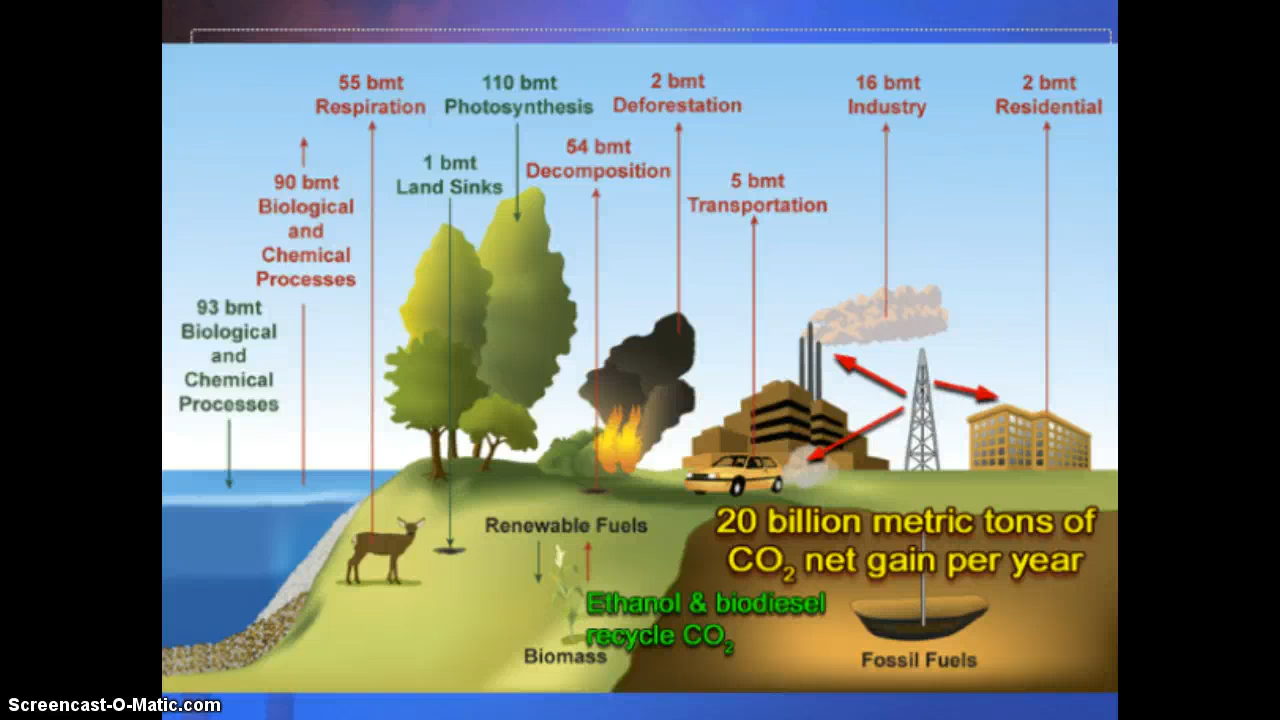 55 bmt
Respiration
110 bmt
Photosynthesis
2 bmt
Deforestation
16 bmt
Industry
2 bmt
Residential
1 bmt
Land Sinks
54 bmt
Decomposition
90 bmt
Biological
and
Chemical
Processes
5 bmt
Transportation
93 bmt
Biological
and
Chemical
Processes
Renewable Fuels
20 billion metric tons of
CO₂ net gain per year
Ethanol & biodiesel
recycle CO₂
Biomass
Fossil Fuels
Screencast-O-Matic.com